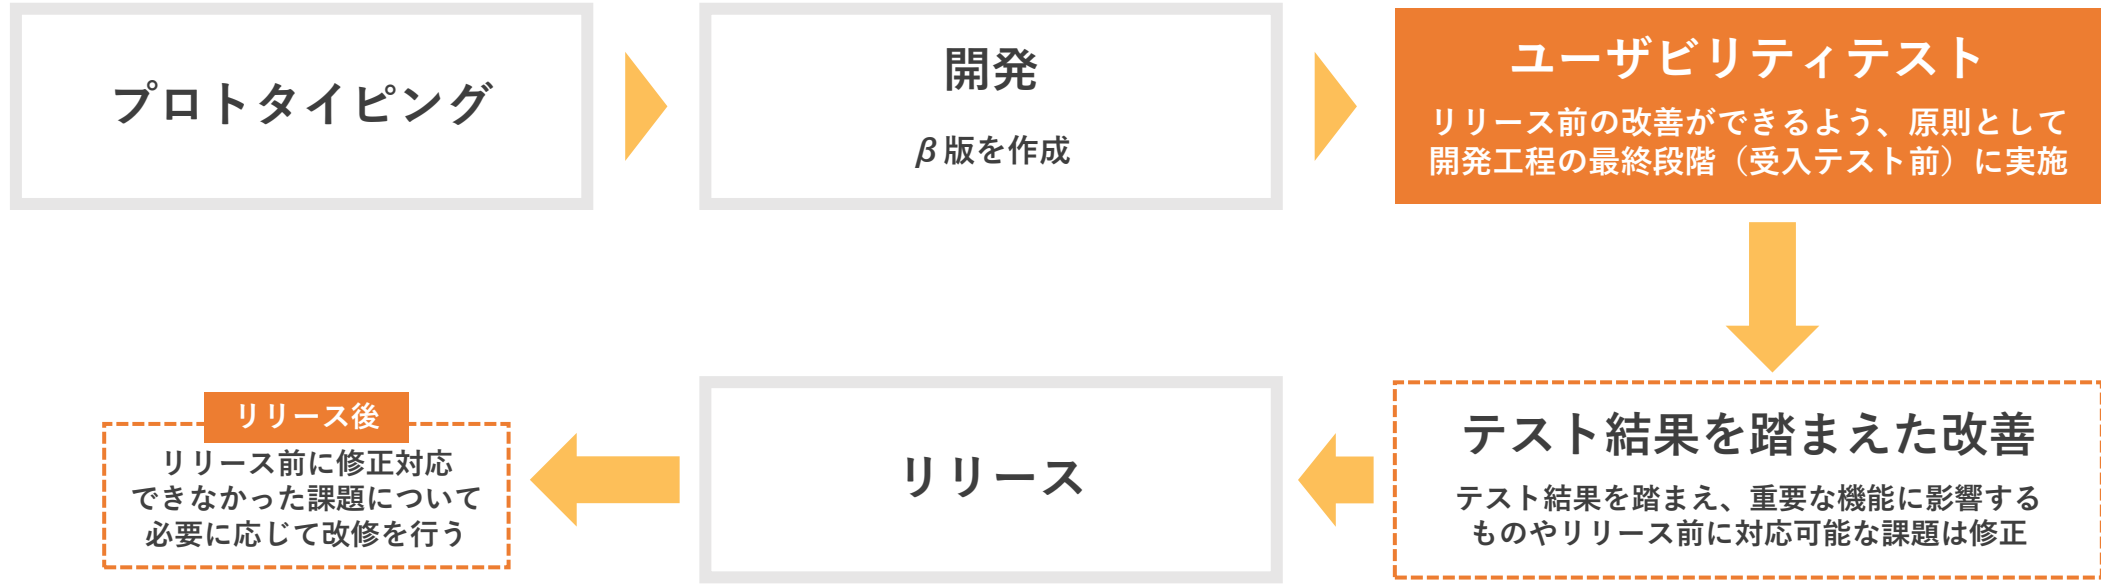 プロトタイピング
開発
β版を作成
ユーザビリティテスト
リリース前の改善ができるよう、原則として
開発工程の最終段階（受入テスト前）に実施
テスト結果を踏まえた改善
テスト結果を踏まえ、重要な機能に影響する
ものやリリース前に対応可能な課題は修正
リリース
リリース後
リリース前に修正対応
できなかった課題について
必要に応じて改修を行う